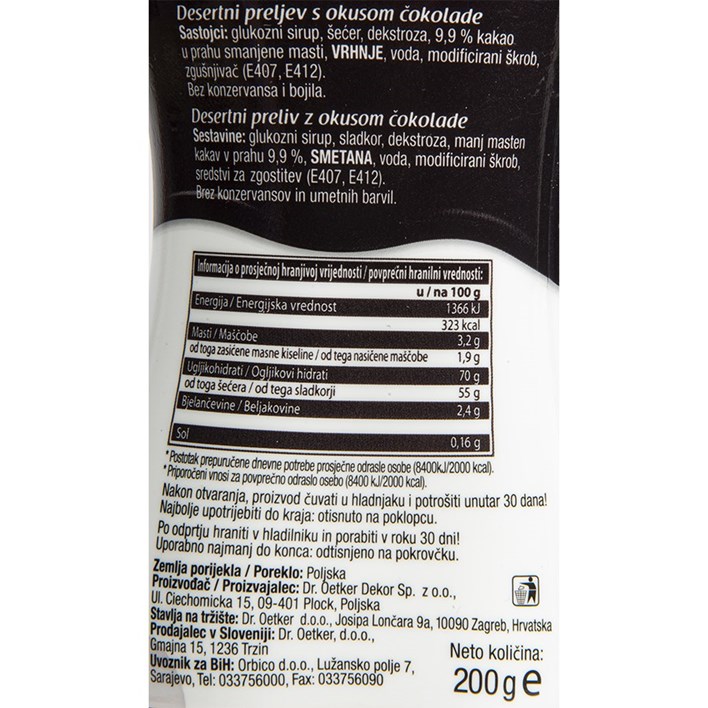 Desertni preljev s okusom čokolade
Sastojci: glukozni sirup, šećer, dekstroza, 9,9 % kakao
u prahu smanjene masti, VRHNJE, voda, modificirani škrob,
zgušnjivač (E407, E412).
Bez konzervansa i bojila.
Desertni preliv z okusom čokolade
Sestavine: glukozni sirup, sladkor, dekstroza, manj masten
kakav v prahu 9,9 %, SMETANA, voda, modificirani škrob,
sredstvi za zgostitev (E407, E412).
Brez konzervansov in umetnih barvil.
Informacija o prosječnoj hranjivoj vrijednosti / povprečni hranilni vrednosti:
u / na 100 g
Energija / Energijska vrednost 1366 kJ
323 kcal
Masti / Maščobe 3,2 g
od toga zasićene masne kiseline / od tega nasičene maščobe 1,9 g
Ugljikohidrati / Ogljikovi hidrati 70 g
od toga šećera / od tega sladkorji 55 g
Bjelančevine / Beljakovine 2,4 g
Sol 0,16 g
*Postotak prepuručene dnevne potrebe prosječne odrasle osobe (8400kJ/2000 kcal).
*Priporočeni vnosi za povprečno odraslo osebo (8400 kJ/2000 kcal).
Nakon otvaranja, proizvod čuvati u hladnjaku i potrošiti unutar 30 dana!
Najbolje upotrijebiti do kraja: otisnuto na poklopcu.
Po odprtju hraniti v hladilniku in porabiti v roku 30 dni!
Uporabno najmanj do konca: odtisnjeno na pokrovčku.
Zemlja porijekla / Poreklo: Poljska
Proizvođač / Proizvajalec: Dr. Oetker Dekor Sp. z o.o.,
Ul. Ciechomicka 15, 09-401 Plock, Poljska
Stavlja na tržište: Dr. Oetker d.o.o., Josipa Lončara 9a, 10090 Zagreb, Hrvatska
Prodajalec v Sloveniji: Dr. Oetker, d.o.o.,
Gmajna 15, 1236 Trzin
Uvoznik za BiH: Orbico d.o.o., Lužansko polje 7,
Sarajevo, Tel: 033756000, Fax: 033756090
Neto količina:
200 g e